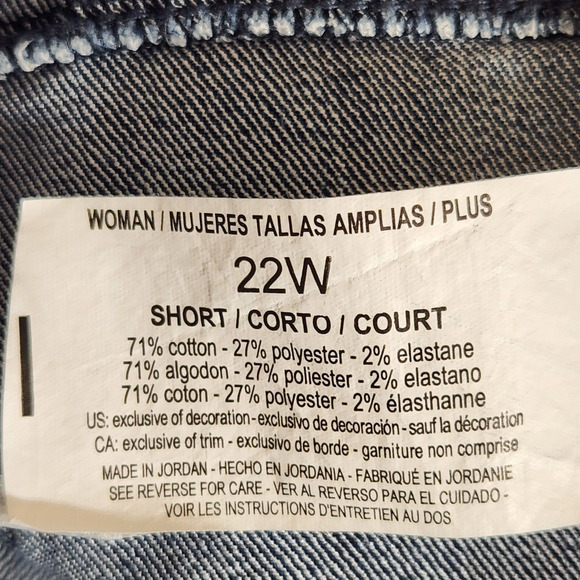 WOMAN / MUJERES TALLAS AMPLIAS / PLUS
22W
SHORT / CORTO / COURT
71% cotton - 27% polyester - 2% elastane
71% algodon - 27% poliester - 2% elastano
71% coton - 27% polyester - 2% élasthanne
US: exclusive of decoration-exclusivo de decoración-sauf la décoration
CA: exclusive of trim - exclusivo de borde - garniture non comprise
MADE IN JORDAN - HECHO EN JORDANIA - FABRIQUÉ EN JORDANIE
SEE REVERSE FOR CARE - VER AL REVERSO PARA EL CUIDADO -
VOIR LES INSTRUCTIONS D'ENTRETIEN AU DOS